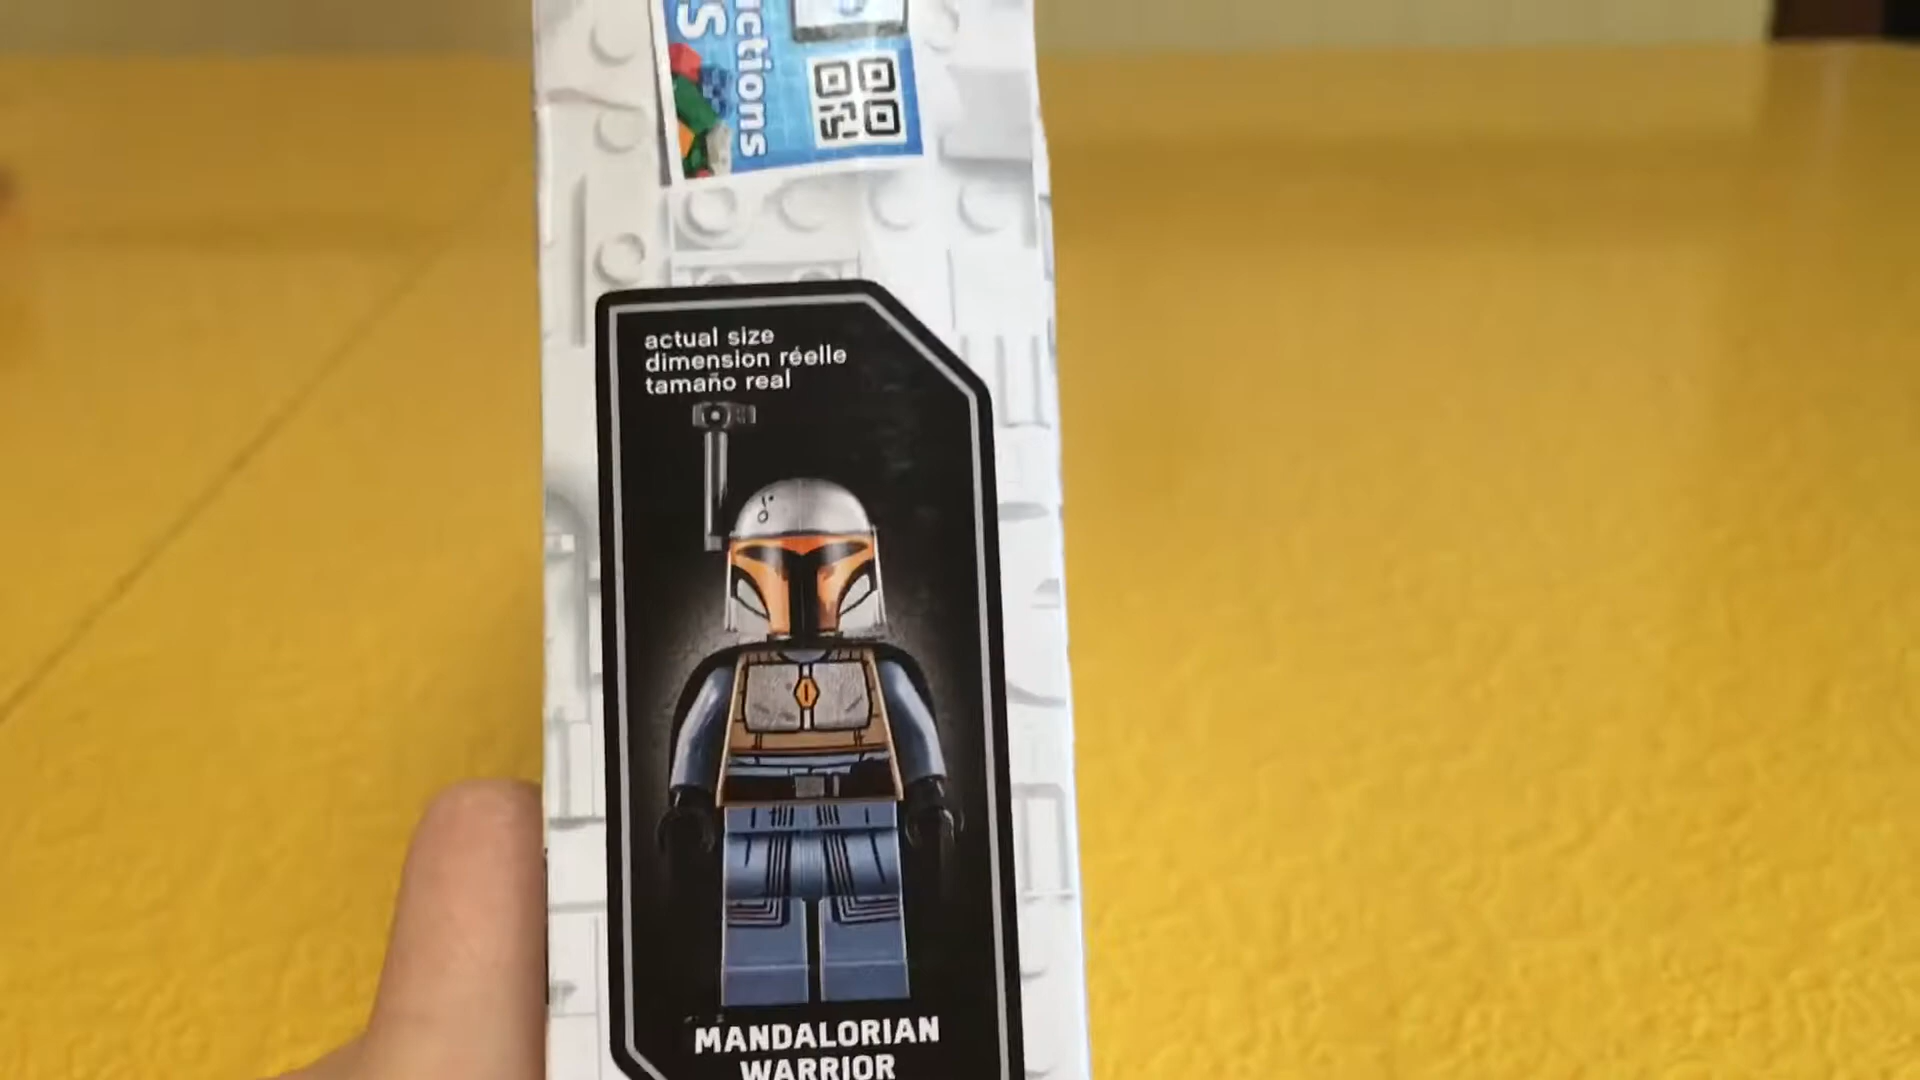 S
ctions
actual size
dimension réelle
tamaño real
MANDALORIAN
WARRIOR